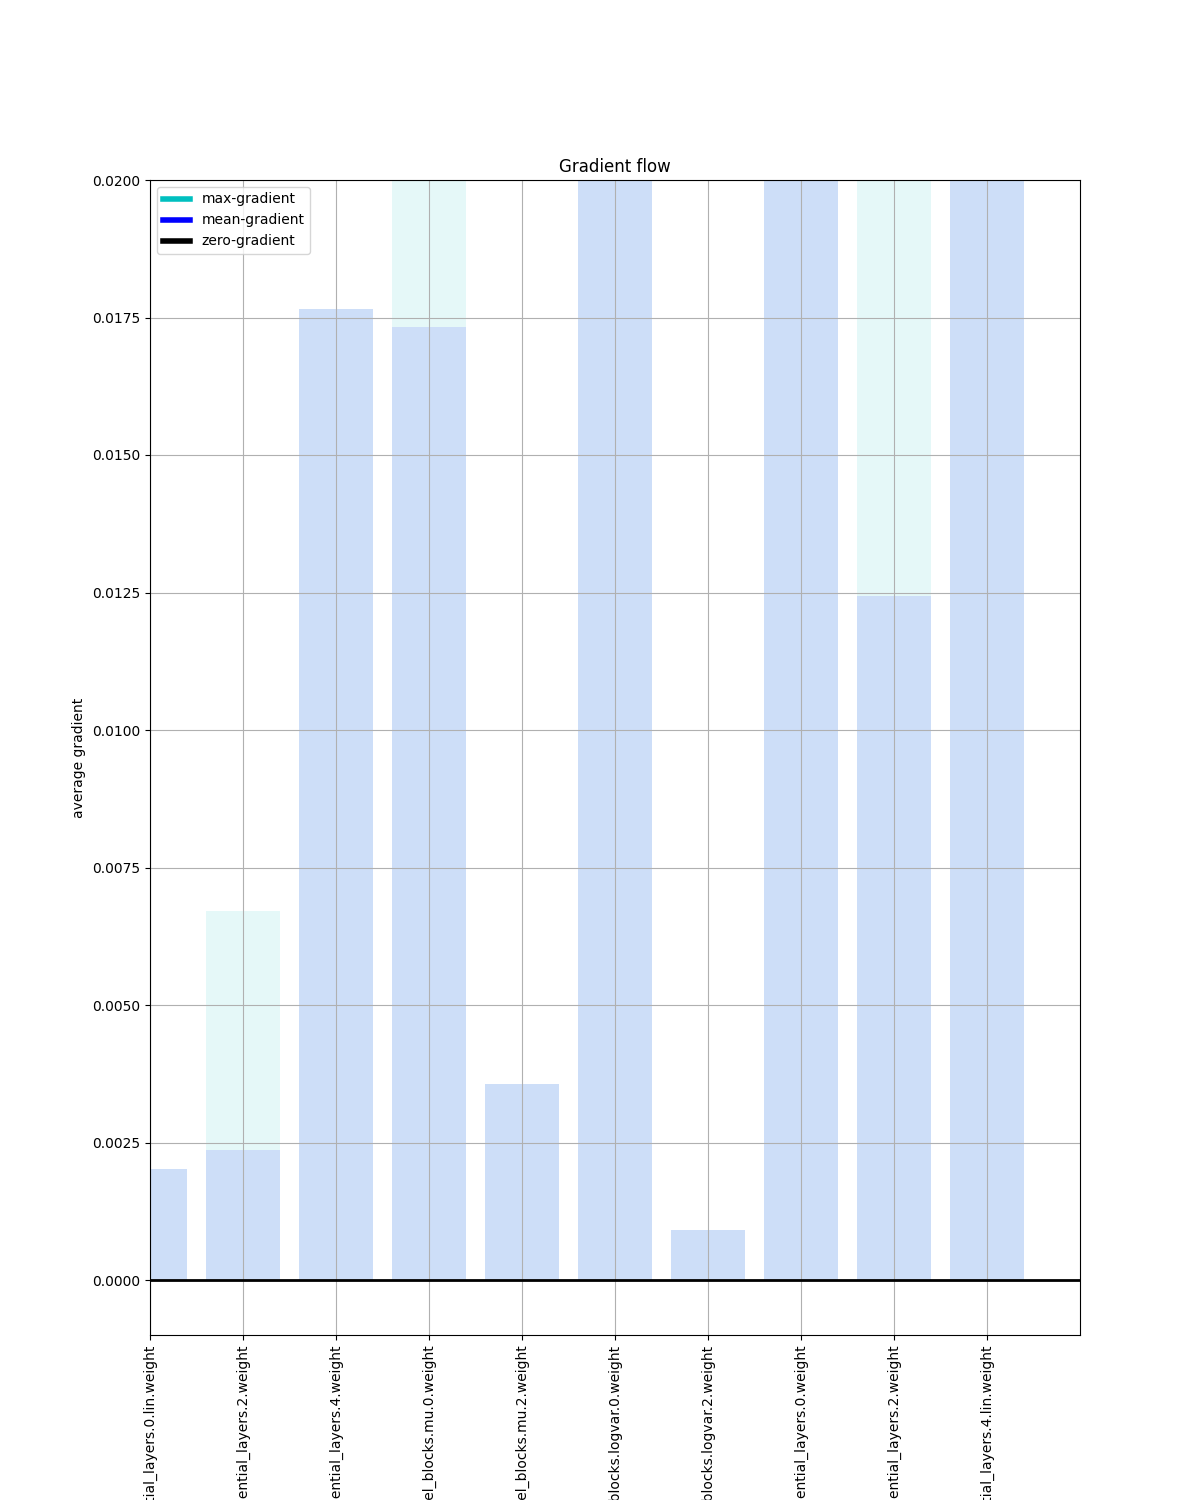 Gradient flow
max-gradient
mean-gradient
zero-gradient
0.0200
0.0175
0.0150
0.0125
0.0100
0.0075
0.0050
0.0025
0.0000
average gradient
tial_layers.0.lin.weight
ential_layers.2.weight
ential_layers.4.weight
el_blocks.mu.0.weight
el_blocks.mu.2.weight
blocks.logvar.0.weight
blocks.logvar.2.weight
ential_layers.0.weight
ential_layers.2.weight
tial_layers.4.lin.weight